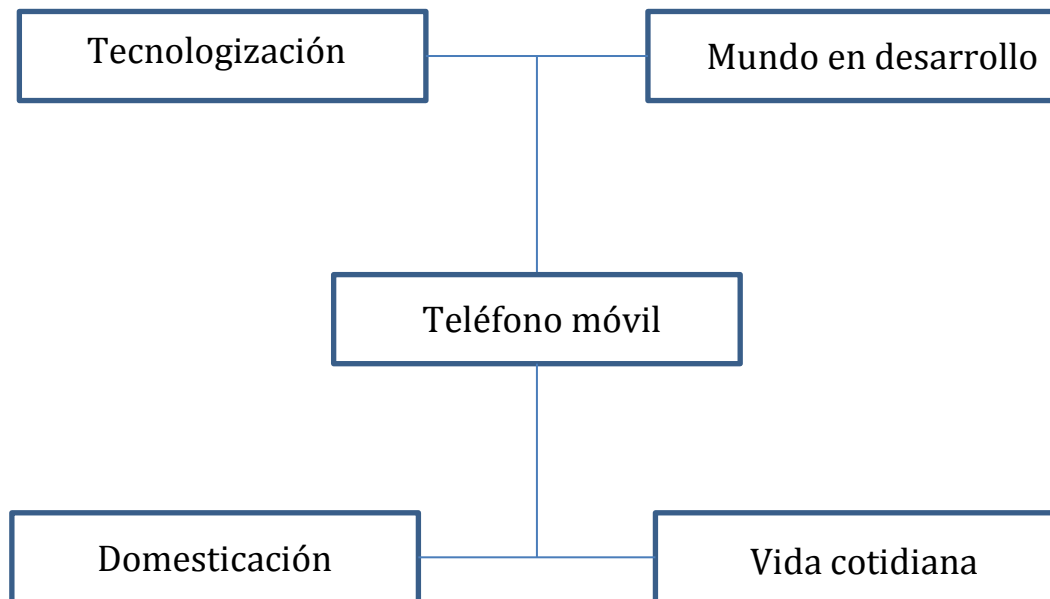 Tecnologización
Mundo en desarrollo
Teléfono móvil
Domesticación
Vida cotidiana